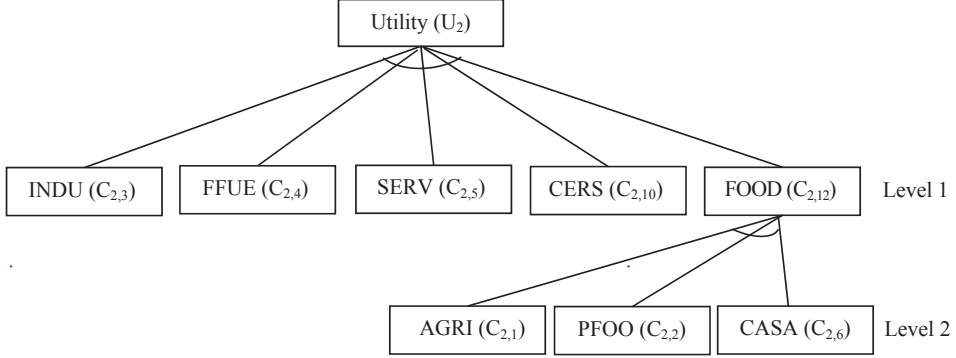 Utility (U₂)
INDU (C₂,₃) FFUE (C₂,₄) SERV (C₂,₅) CERS (C₂,₁₀) FOOD (C₂,₁₂) Level 1
AGRI (C₂,₁) PFOO (C₂,₂) CASA (C₂,₆) Level 2